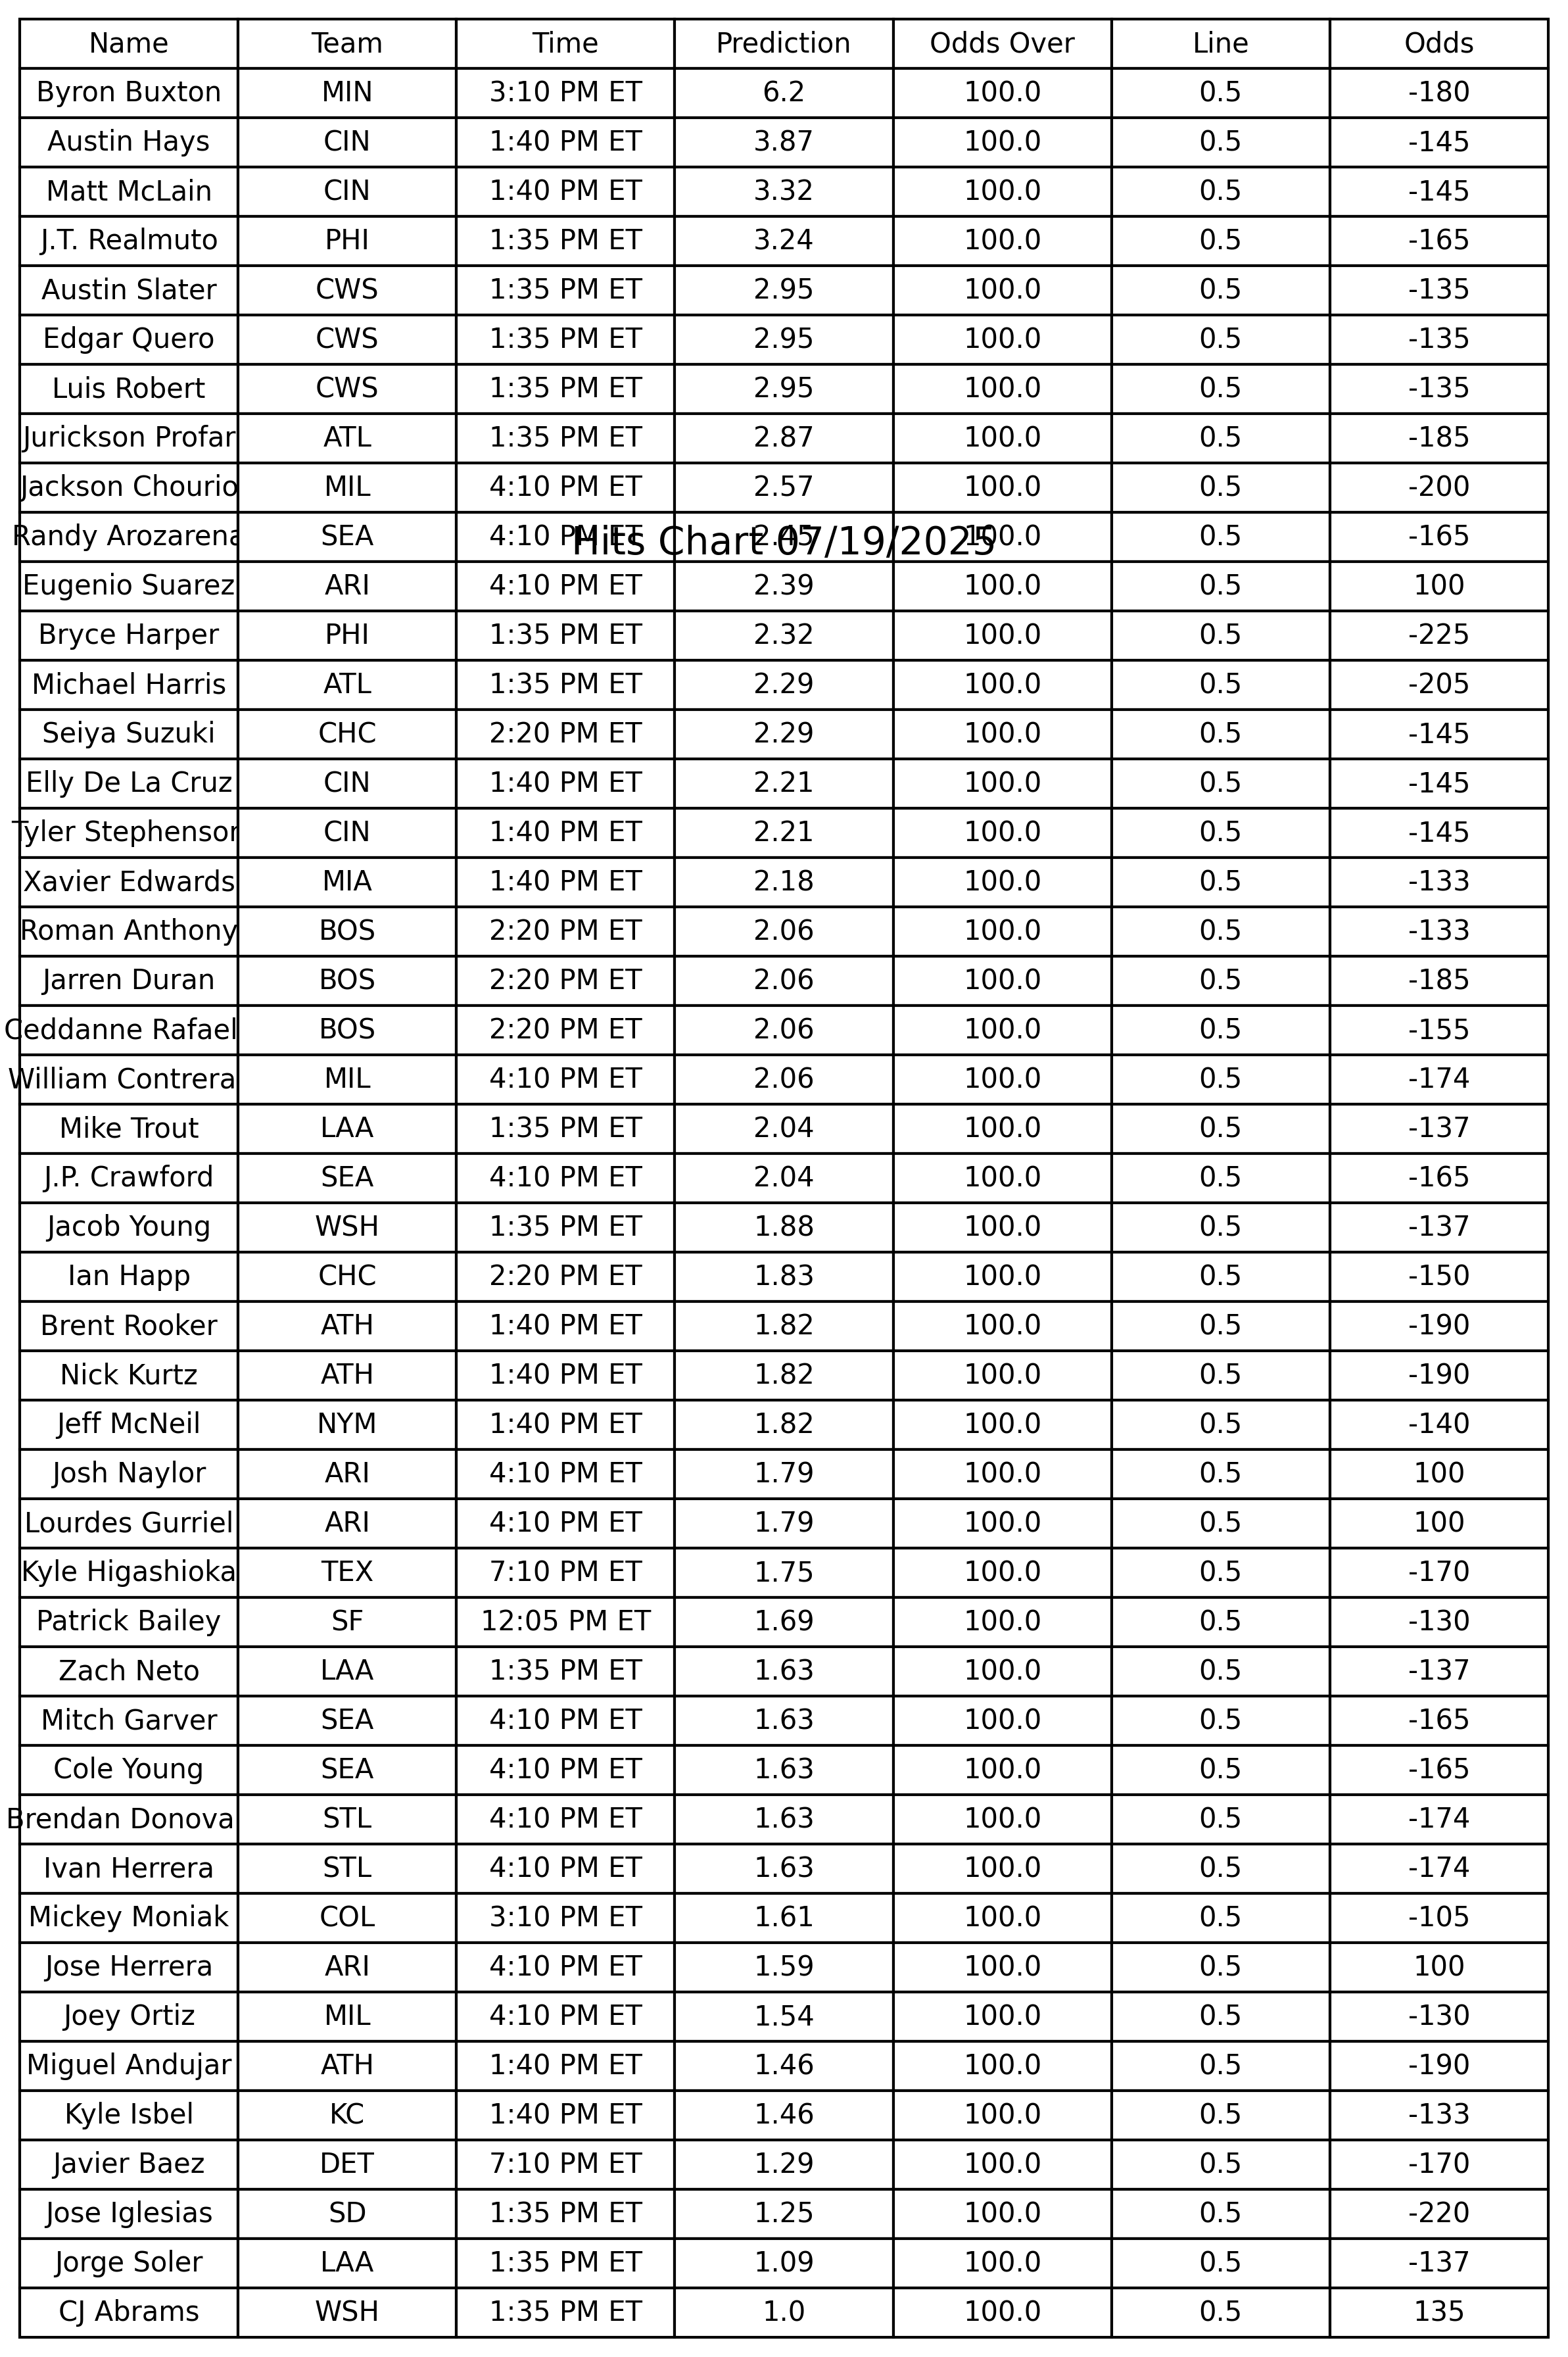 Name Team Time Prediction Odds Over Line Odds
Byron Buxton MIN 3:10 PM ET 6.2 100.0 0.5 -180
Austin Hays CIN 1:40 PM ET 3.87 100.0 0.5 -145
Matt McLain CIN 1:40 PM ET 3.32 100.0 0.5 -145
J.T. Realmuto PHI 1:35 PM ET 3.24 100.0 0.5 -165
Austin Slater CWS 1:35 PM ET 2.95 100.0 0.5 -135
Edgar Quero CWS 1:35 PM ET 2.95 100.0 0.5 -135
Luis Robert CWS 1:35 PM ET 2.95 100.0 0.5 -135
Jurickson Profar ATL 1:35 PM ET 2.87 100.0 0.5 -185
Jackson Chourio MIL 4:10 PM ET 2.57 100.0 0.5 -200
Randy Arozarena SEA 4:10 PM ET 2.45 100.0 0.5 -165
Hits Chart 07/19/2025
Eugenio Suarez ARI 4:10 PM ET 2.39 100.0 0.5 100
Bryce Harper PHI 1:35 PM ET 2.32 100.0 0.5 -225
Michael Harris ATL 1:35 PM ET 2.29 100.0 0.5 -205
Seiya Suzuki CHC 2:20 PM ET 2.29 100.0 0.5 -145
Elly De La Cruz CIN 1:40 PM ET 2.21 100.0 0.5 -145
Tyler Stephenson CIN 1:40 PM ET 2.21 100.0 0.5 -145
Xavier Edwards MIA 1:40 PM ET 2.18 100.0 0.5 -133
Roman Anthony BOS 2:20 PM ET 2.06 100.0 0.5 -133
Jarren Duran BOS 2:20 PM ET 2.06 100.0 0.5 -185
Ceddanne Rafael BOS 2:20 PM ET 2.06 100.0 0.5 -155
William Contrera MIL 4:10 PM ET 2.06 100.0 0.5 -174
Mike Trout LAA 1:35 PM ET 2.04 100.0 0.5 -137
J.P. Crawford SEA 4:10 PM ET 2.04 100.0 0.5 -165
Jacob Young WSH 1:35 PM ET 1.88 100.0 0.5 -137
Ian Happ CHC 2:20 PM ET 1.83 100.0 0.5 -150
Brent Rooker ATH 1:40 PM ET 1.82 100.0 0.5 -190
Nick Kurtz ATH 1:40 PM ET 1.82 100.0 0.5 -190
Jeff McNeil NYM 1:40 PM ET 1.82 100.0 0.5 -140
Josh Naylor ARI 4:10 PM ET 1.79 100.0 0.5 100
Lourdes Gurriel ARI 4:10 PM ET 1.79 100.0 0.5 100
Kyle Higashioka TEX 7:10 PM ET 1.75 100.0 0.5 -170
Patrick Bailey SF 12:05 PM ET 1.69 100.0 0.5 -130
Zach Neto LAA 1:35 PM ET 1.63 100.0 0.5 -137
Mitch Garver SEA 4:10 PM ET 1.63 100.0 0.5 -165
Cole Young SEA 4:10 PM ET 1.63 100.0 0.5 -165
Brendan Donova STL 4:10 PM ET 1.63 100.0 0.5 -174
Ivan Herrera STL 4:10 PM ET 1.63 100.0 0.5 -174
Mickey Moniak COL 3:10 PM ET 1.61 100.0 0.5 -105
Jose Herrera ARI 4:10 PM ET 1.59 100.0 0.5 100
Joey Ortiz MIL 4:10 PM ET 1.54 100.0 0.5 -130
Miguel Andujar ATH 1:40 PM ET 1.46 100.0 0.5 -190
Kyle Isbel KC 1:40 PM ET 1.46 100.0 0.5 -133
Javier Baez DET 7:10 PM ET 1.29 100.0 0.5 -170
Jose Iglesias SD 1:35 PM ET 1.25 100.0 0.5 -220
Jorge Soler LAA 1:35 PM ET 1.09 100.0 0.5 -137
CJ Abrams WSH 1:35 PM ET 1.0 100.0 0.5 135